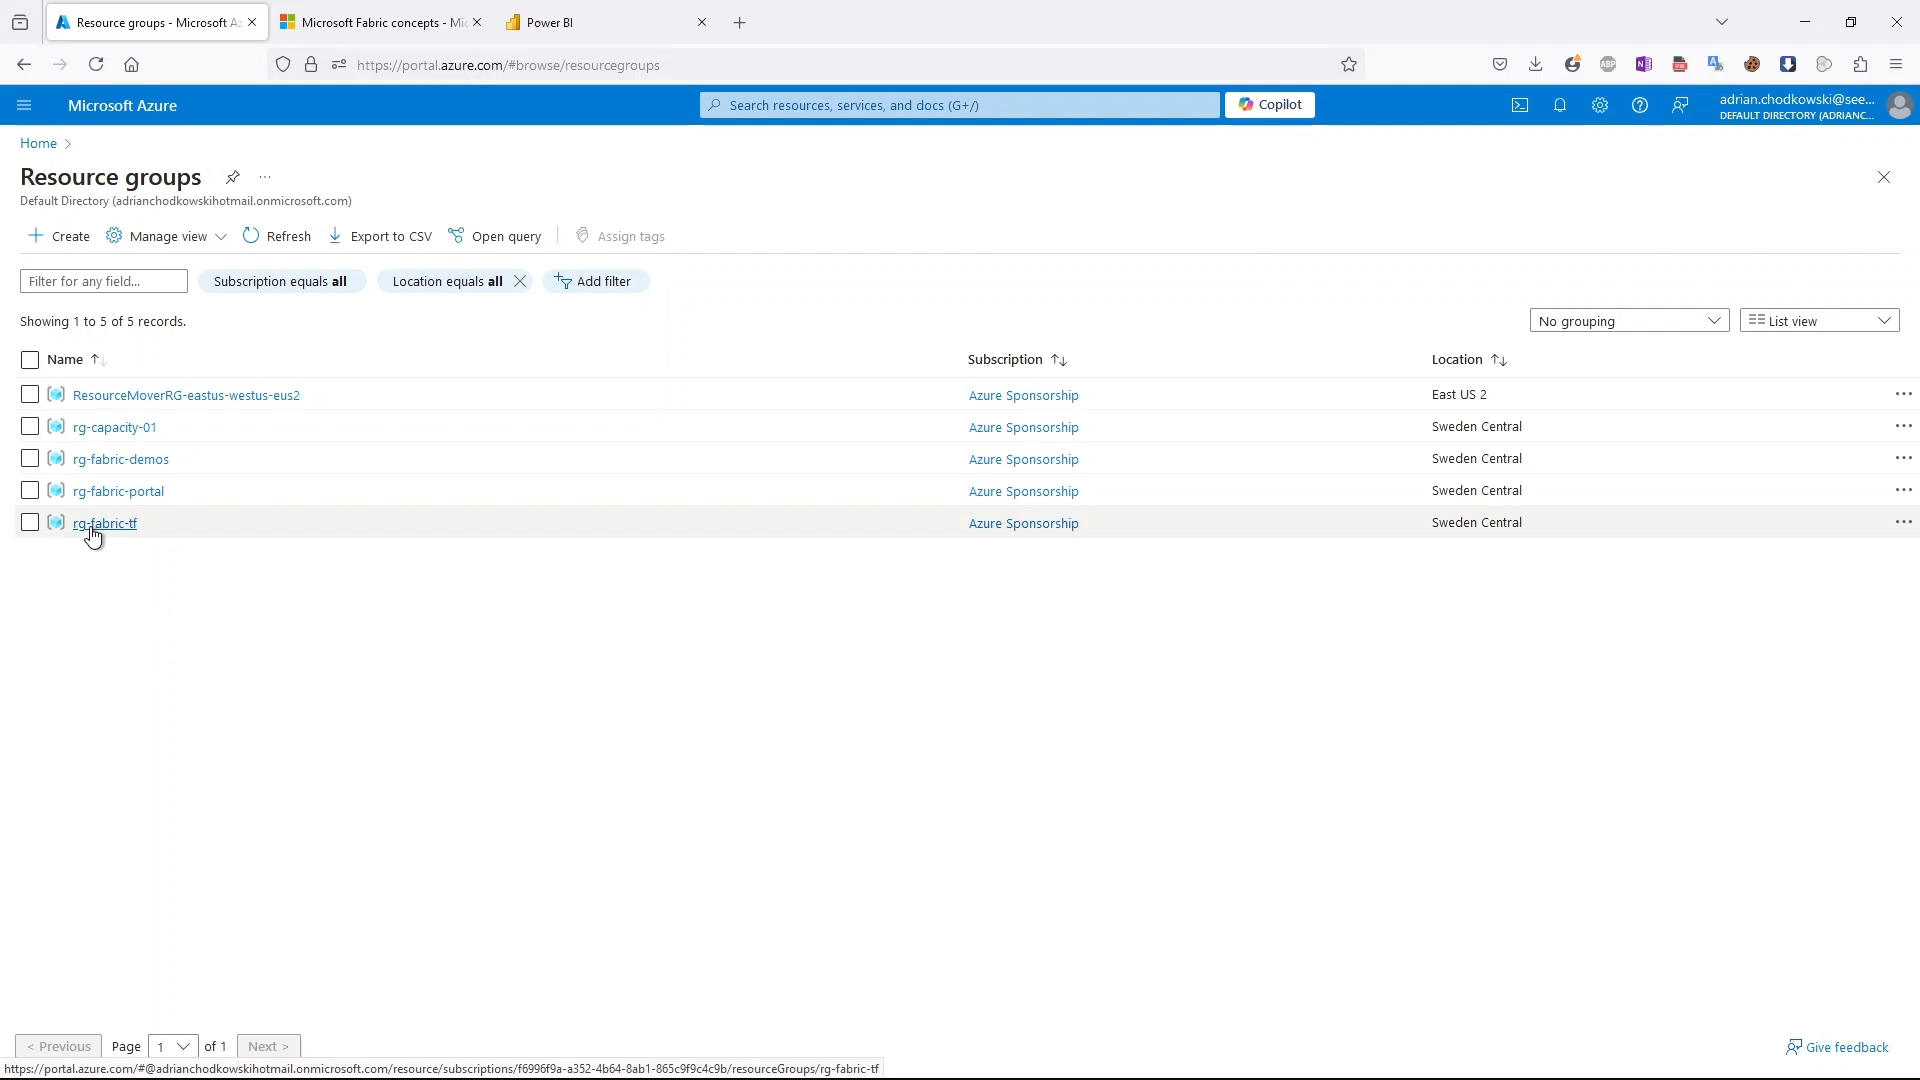 Resource groups - Microsoft Az
Microsoft Fabric concepts - Mi
Power BI
https://portal.azure.com/#browse/resourcegroups
Microsoft Azure
Search resources, services, and docs (G+/)
Copilot
adrian.chodkowski@see...
DEFAULT DIRECTORY (ADRIANC...
Home
Resource groups
Default Directory (adrianchodkowskihotmail.onmicrosoft.com)
Create
Manage view
Refresh
Export to CSV
Open query
Assign tags
Filter for any field...
Subscription equals all
Location equals all
Add filter
Showing 1 to 5 of 5 records.
No grouping
List view
Name
Subscription
Location
ResourceMoverRG-eastus-westus-eus2
Azure Sponsorship
East US 2
rg-capacity-01
Azure Sponsorship
Sweden Central
rg-fabric-demos
Azure Sponsorship
Sweden Central
rg-fabric-portal
Azure Sponsorship
Sweden Central
rg-fabric-tf
Azure Sponsorship
Sweden Central
< Previous
Page
1
of 1
Next >
Give feedback
https://portal.azure.com/#@adrianchodkowskihotmail.onmicrosoft.com/resource/subscriptions/f6996f9a-a352-4b64-8ab1-865c9f9c4c9b/resourceGroups/rg-fabric-tf